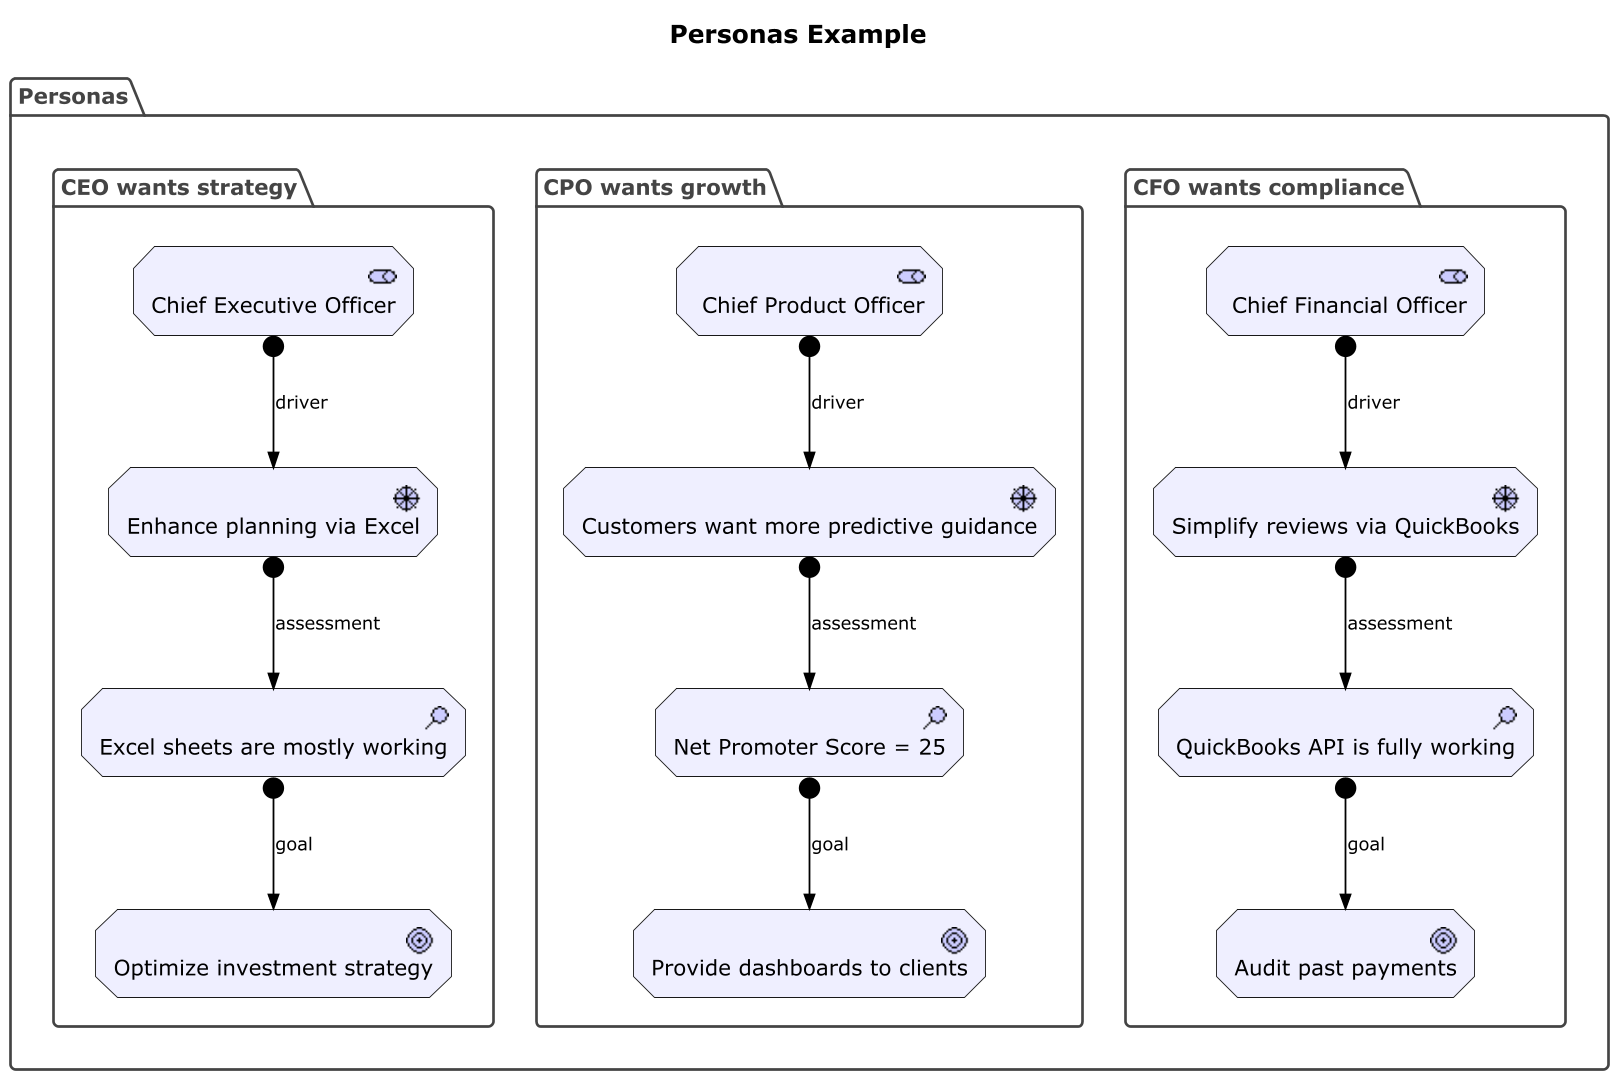 Personas Example
Personas
CEO wants strategy
Chief Executive Officer
driver
Enhance planning via Excel
assessment
Excel sheets are mostly working
goal
Optimize investment strategy
CPO wants growth
Chief Product Officer
driver
Customers want more predictive guidance
assessment
Net Promoter Score = 25
goal
Provide dashboards to clients
CFO wants compliance
Chief Financial Officer
driver
Simplify reviews via QuickBooks
assessment
QuickBooks API is fully working
goal
Audit past payments